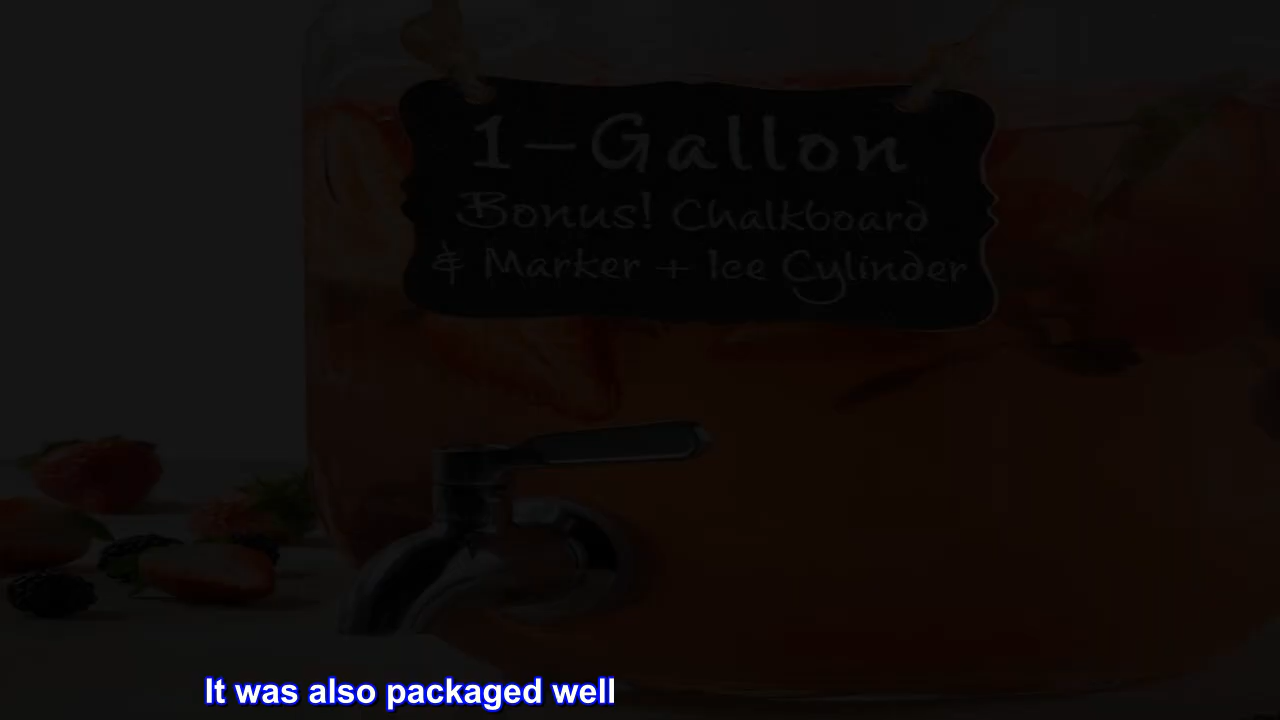 1-Gallon
Bonus! Chalkboard
& Marker + Ice Cylinder
It was also packaged well